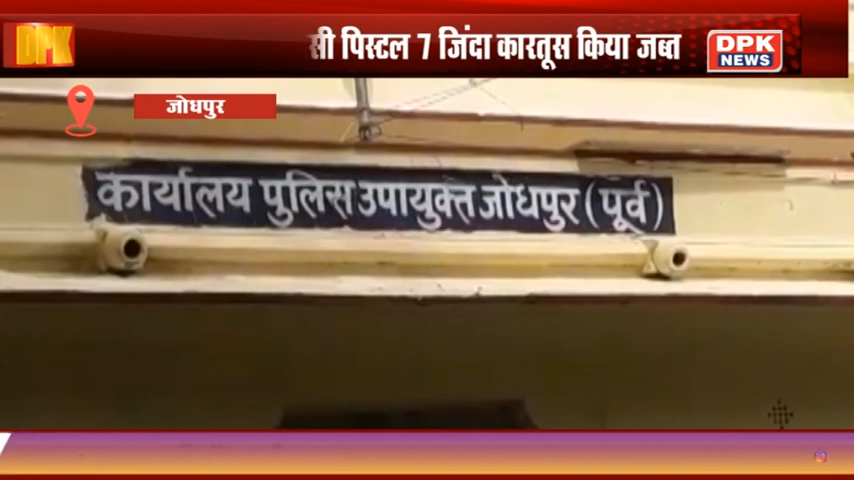 DPK
सी पिस्टल 7 जिंदा कारतूस किया जब्त
DPK
NEWS
जोधपुर
कार्यालय पुलिस उपायुक्त जोधपुर (पूर्व)